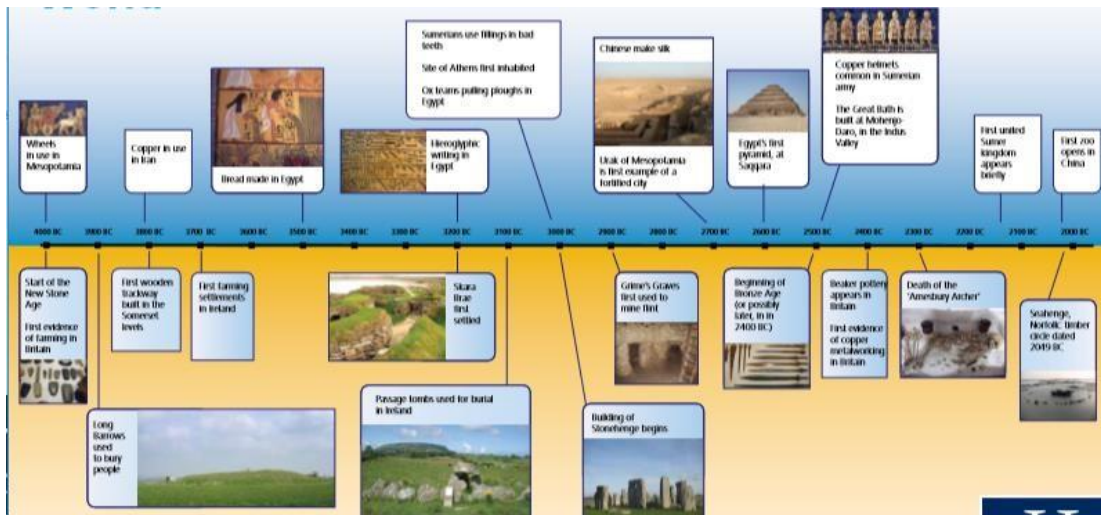 World
Wheels
in use in
Mesopotamia
Copper in use
in Iran
Bread made in Egypt
Hieroglyphic
writing in
Egypt
Sumerians use fillings in bad
teeth
Site of Athens first inhabited
Ox teams pulling ploughs in
Egypt
Chinese make silk
Uruk of Mesopotamia
is first example of a
fortified city
Egypt's first
pyramid, at
Saqqara
Copper helmets
common in Sumerian
army
The Great Bath is
built at Mohenjo-
Daro, in the Indus
Valley
First united
Sumer
kingdom
appears
briefly
First zoo
opens in
China
4000 BC 3900 BC 3800 BC 3700 BC 3600 BC 3500 BC 3400 BC 3300 BC 3200 BC 3100 BC 3000 BC 2900 BC 2800 BC 2700 BC 2600 BC 2500 BC 2400 BC 2300 BC 2200 BC 2100 BC 2000 BC
Start of the
New Stone
Age
First evidence
of farming in
Britain
First wooden
trackway
built in the
Somerset
levels
First farming
settlements
in Ireland
Skara
Brae
first
settled
Grime's Graves
first used to
mine flint
Beginning of
Bronze Age
(or possibly
later, in in
2400 BC)
Beaker pottery
appears in
Britain
First evidence
of copper
metalworking
in Britain
Death of the
'Amesbury Archer'
Seahenge,
Norfolic timber
circle dated
2049 BC
Long
Barrows
used
to bury
people
Passage tombs used for burial
in Ireland
Building of
Stonehenge begins